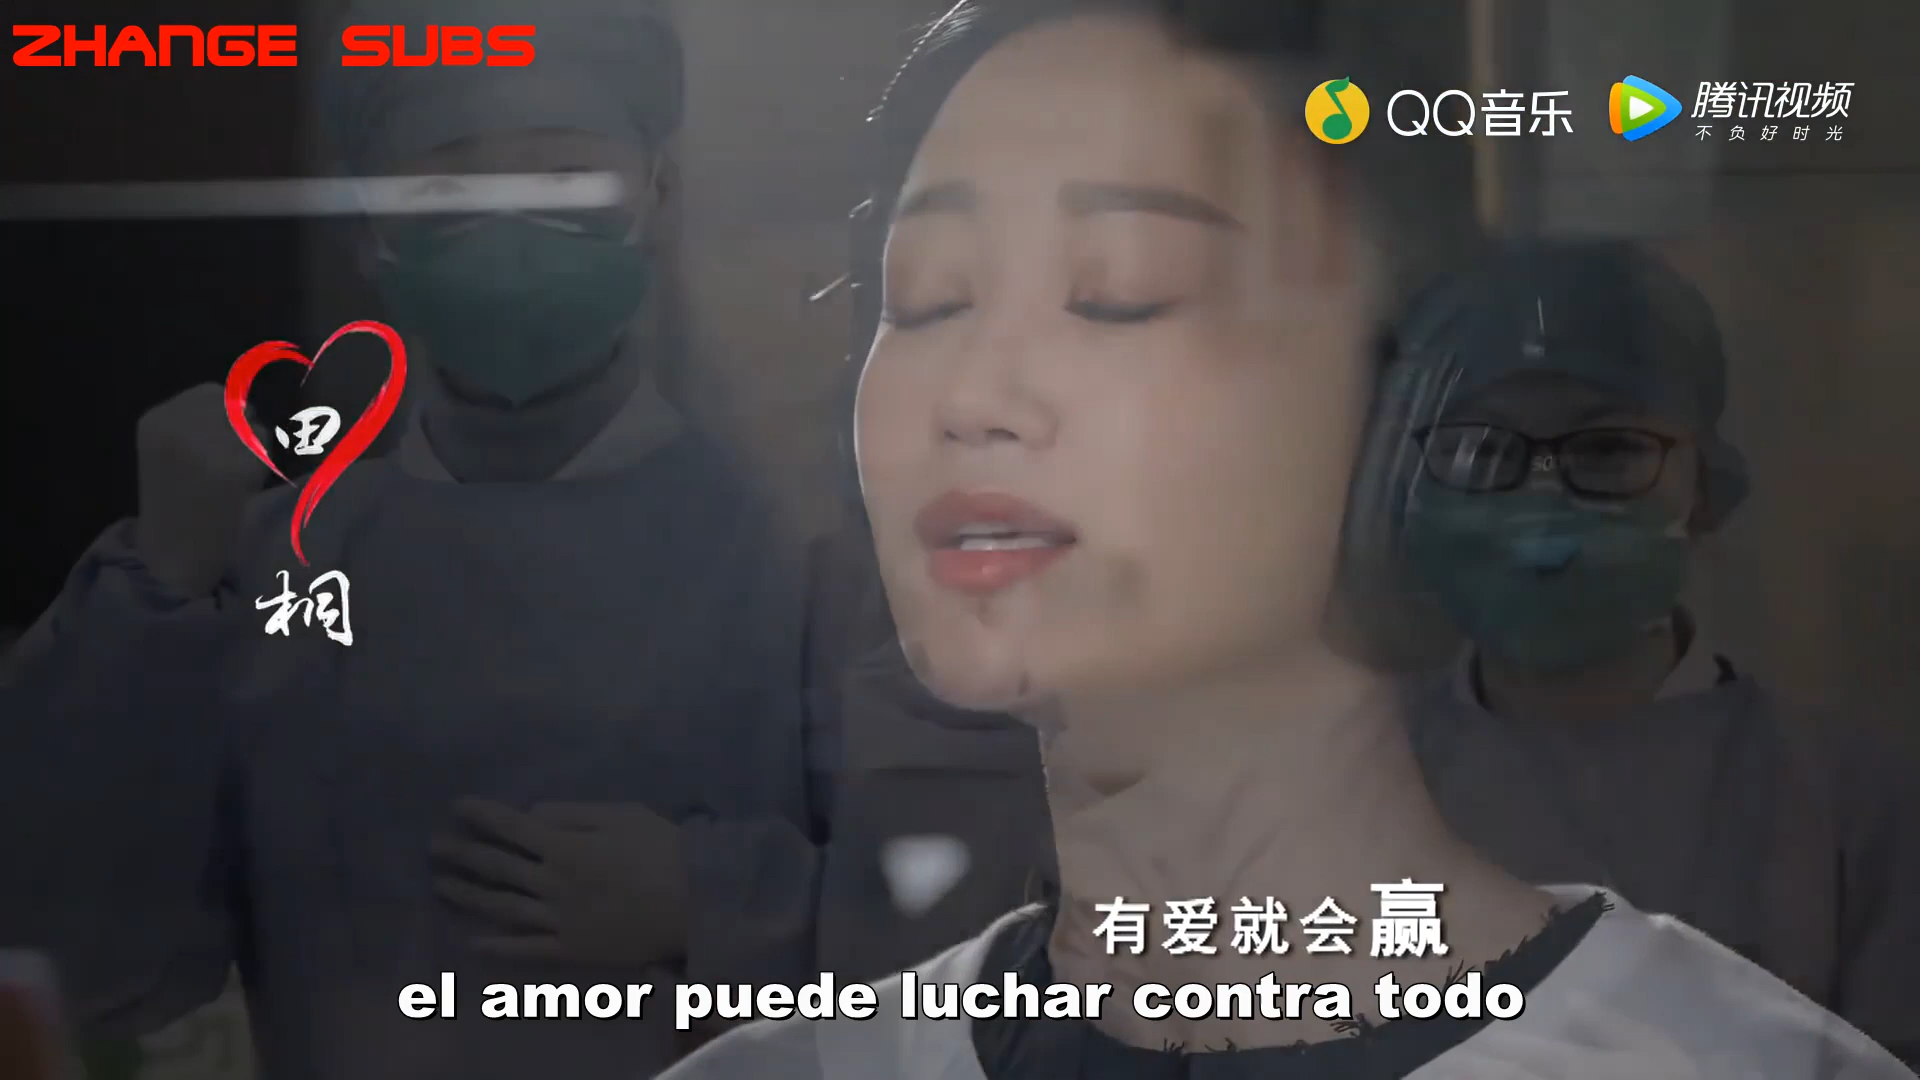 ZHANGE SUBS
QQ音乐
腾讯视频
不负好时光
田
桐
有爱就会赢
el amor puede luchar contra todo